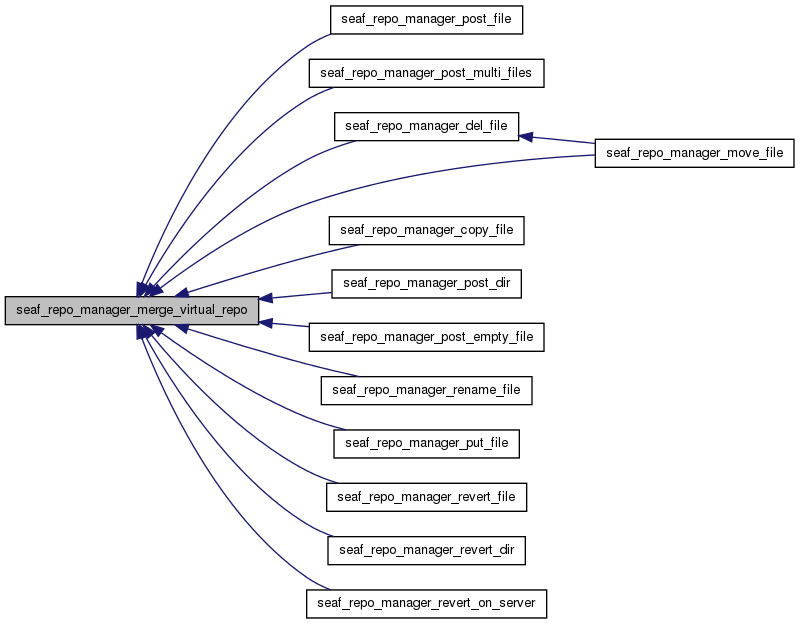 seaf_repo_manager_post_file
seaf_repo_manager_post_multi_files
seaf_repo_manager_del_file
seaf_repo_manager_move_file
seaf_repo_manager_copy_file
seaf_repo_manager_post_dir
seaf_repo_manager_merge_virtual_repo
seaf_repo_manager_post_empty_file
seaf_repo_manager_rename_file
seaf_repo_manager_put_file
seaf_repo_manager_revert_file
seaf_repo_manager_revert_dir
seaf_repo_manager_revert_on_server